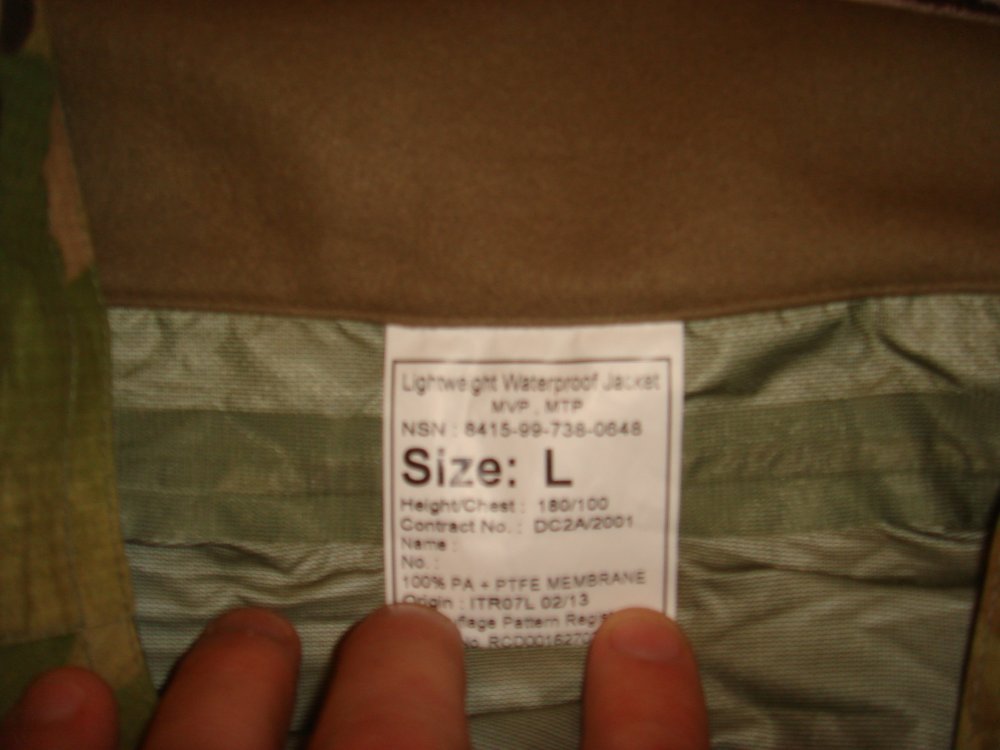 Lightweight Waterproof Jacket
MVP . MTP
NSN : 8415-99-738-0648
Size: L
Height/Chest : 180/100
Contract No. : DC2A/2001
Name :
No. :
100% PA + PTFE MEMBRANE
Origin : ITR07L 02/13
Pattern